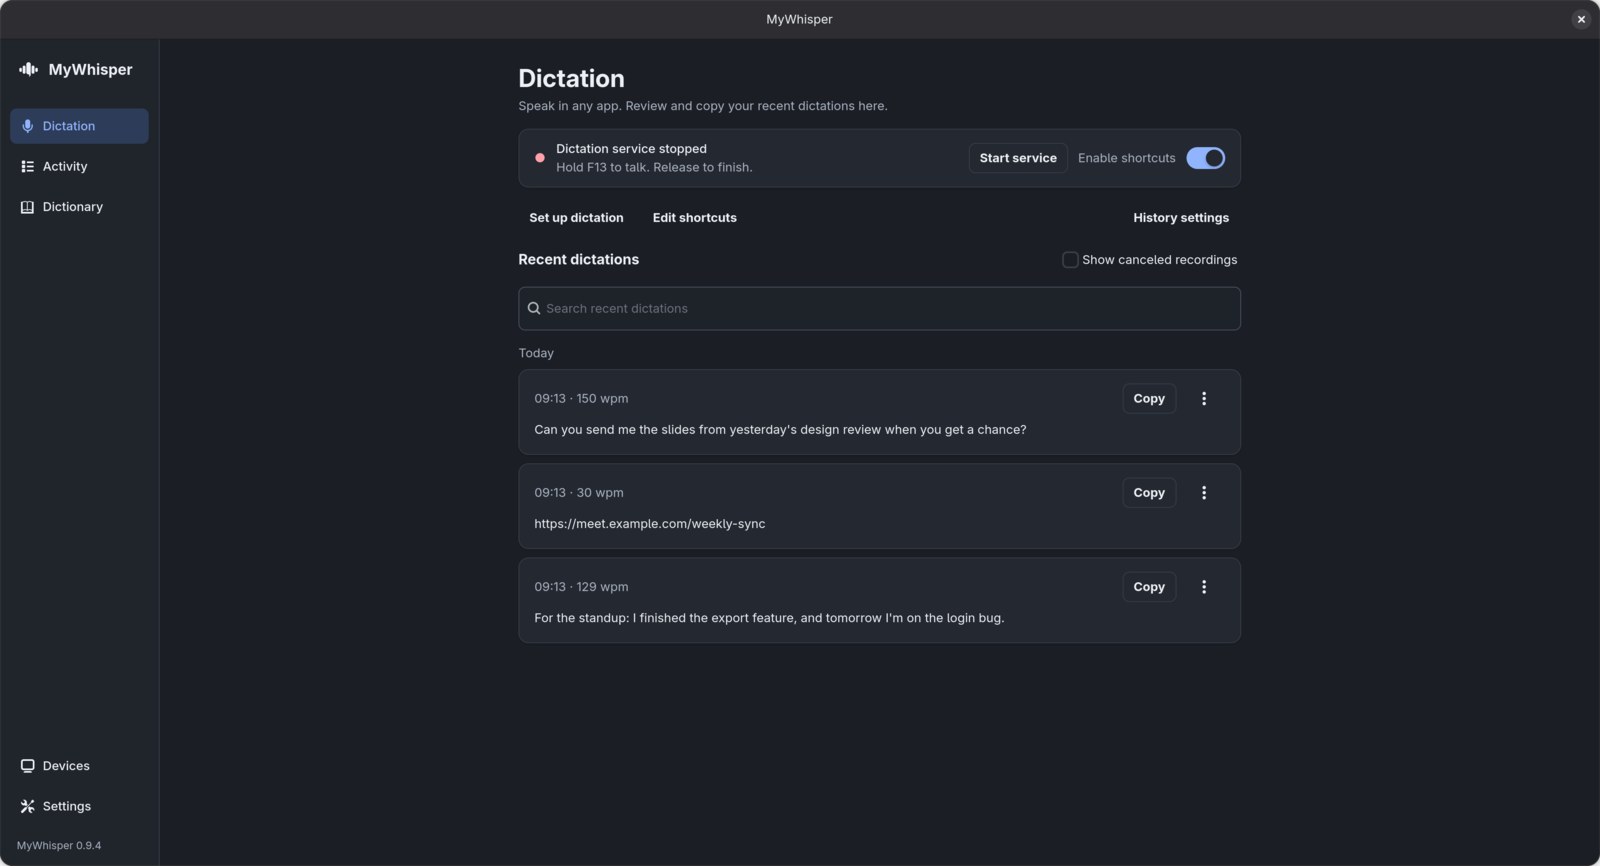 MyWhisper
MyWhisper
Dictation
Activity
Dictionary
Devices
Settings
MyWhisper 0.9.4
Dictation
Speak in any app. Review and copy your recent dictations here.
Dictation service stopped
Hold F13 to talk. Release to finish.
Start service
Enable shortcuts
Set up dictation
Edit shortcuts
History settings
Recent dictations
Show canceled recordings
Search recent dictations
Today
09:13 · 150 wpm
Copy
Can you send me the slides from yesterday's design review when you get a chance?
09:13 · 30 wpm
Copy
https://meet.example.com/weekly-sync
09:13 · 129 wpm
Copy
For the standup: I finished the export feature, and tomorrow I'm on the login bug.